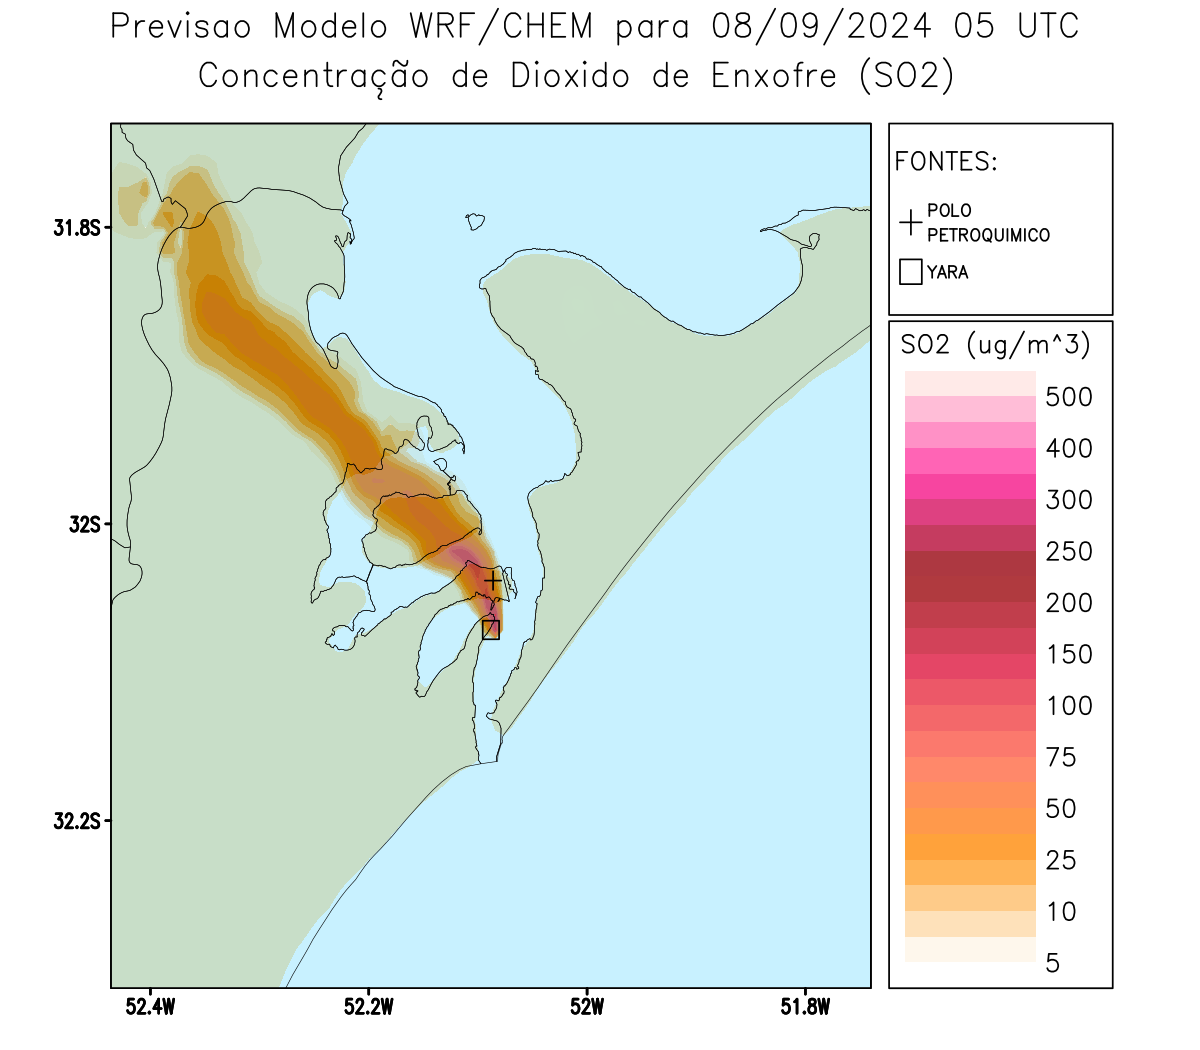 Previsao Modelo WRF/CHEM para 08/09/2024 05 UTC
Concentração de Dioxido de Enxofre (SO2)
FONTES:
POLO
PETROQUIMICO
YARA
SO2 (ug/m^3)
500
400
300
250
200
150
100
75
50
25
10
5
31.8S
32S
32.2S
52.4W
52.2W
52W
51.8W